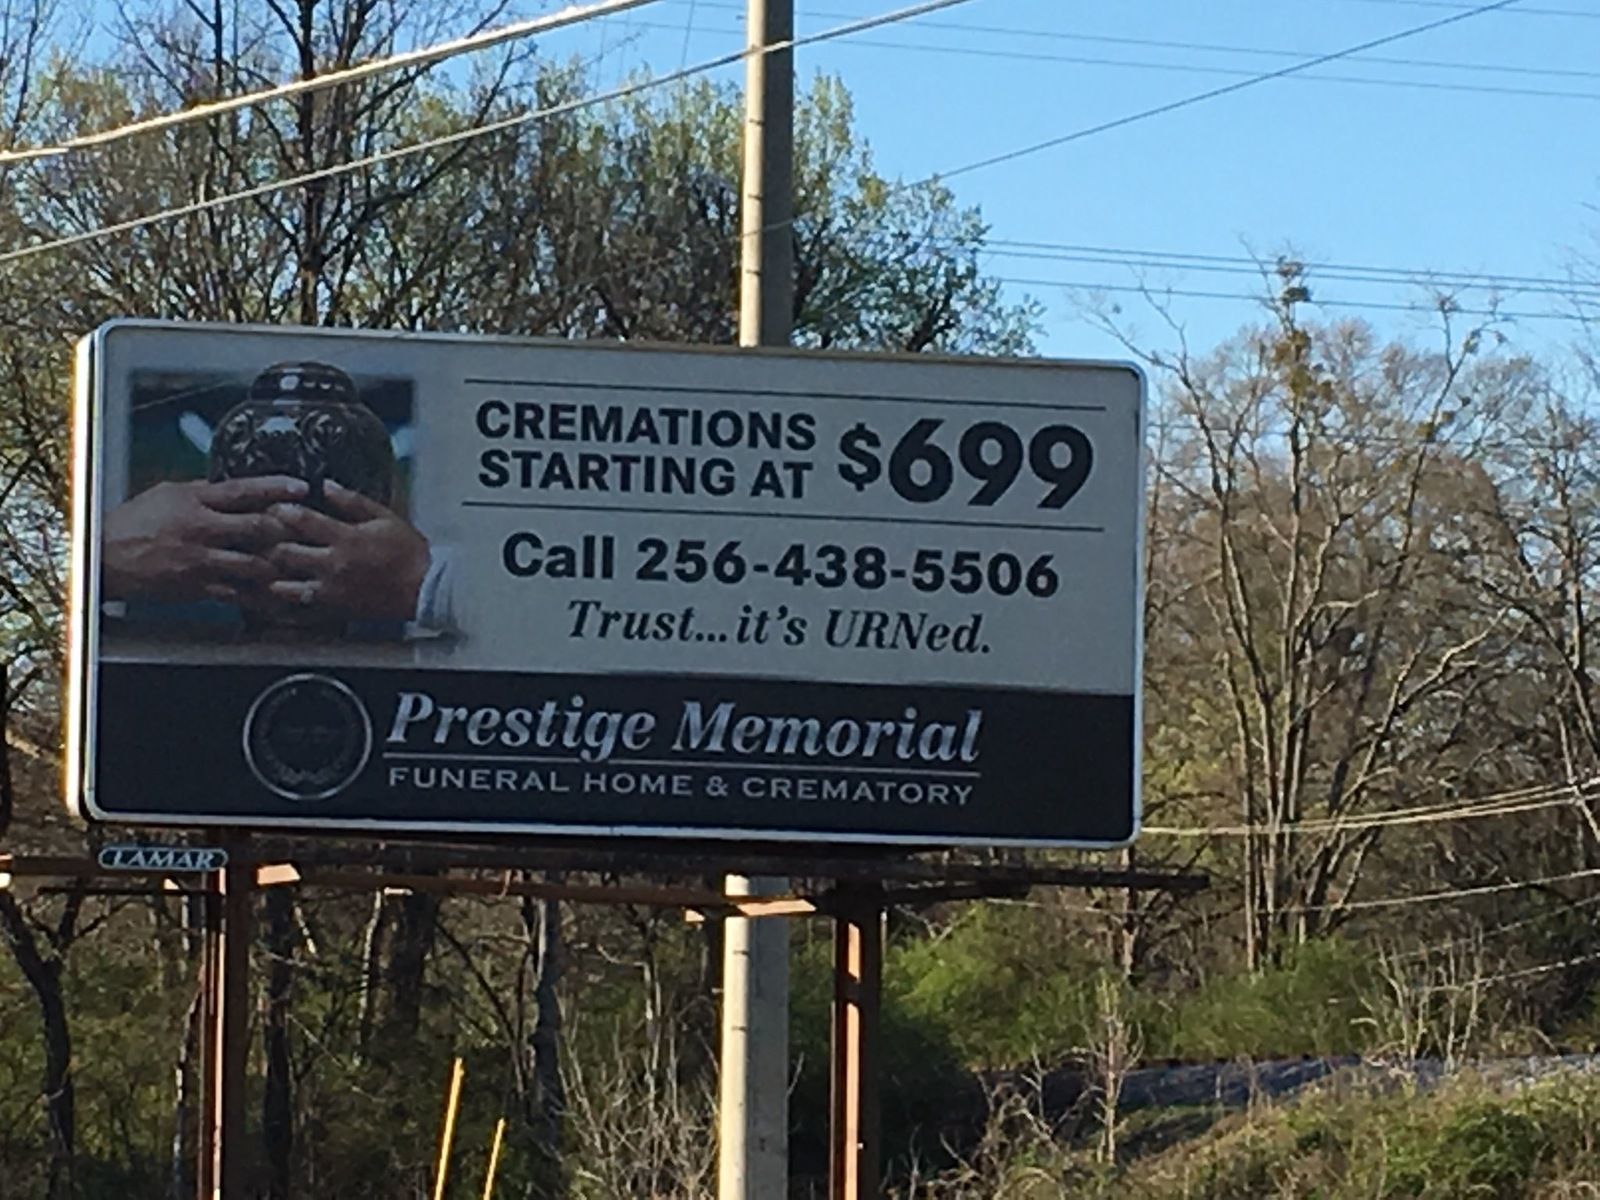 CREMATIONS
STARTING AT $699
Call 256-438-5506
Trust...it's URNed.
Prestige Memorial
FUNERAL HOME & CREMATORY
LAMAR